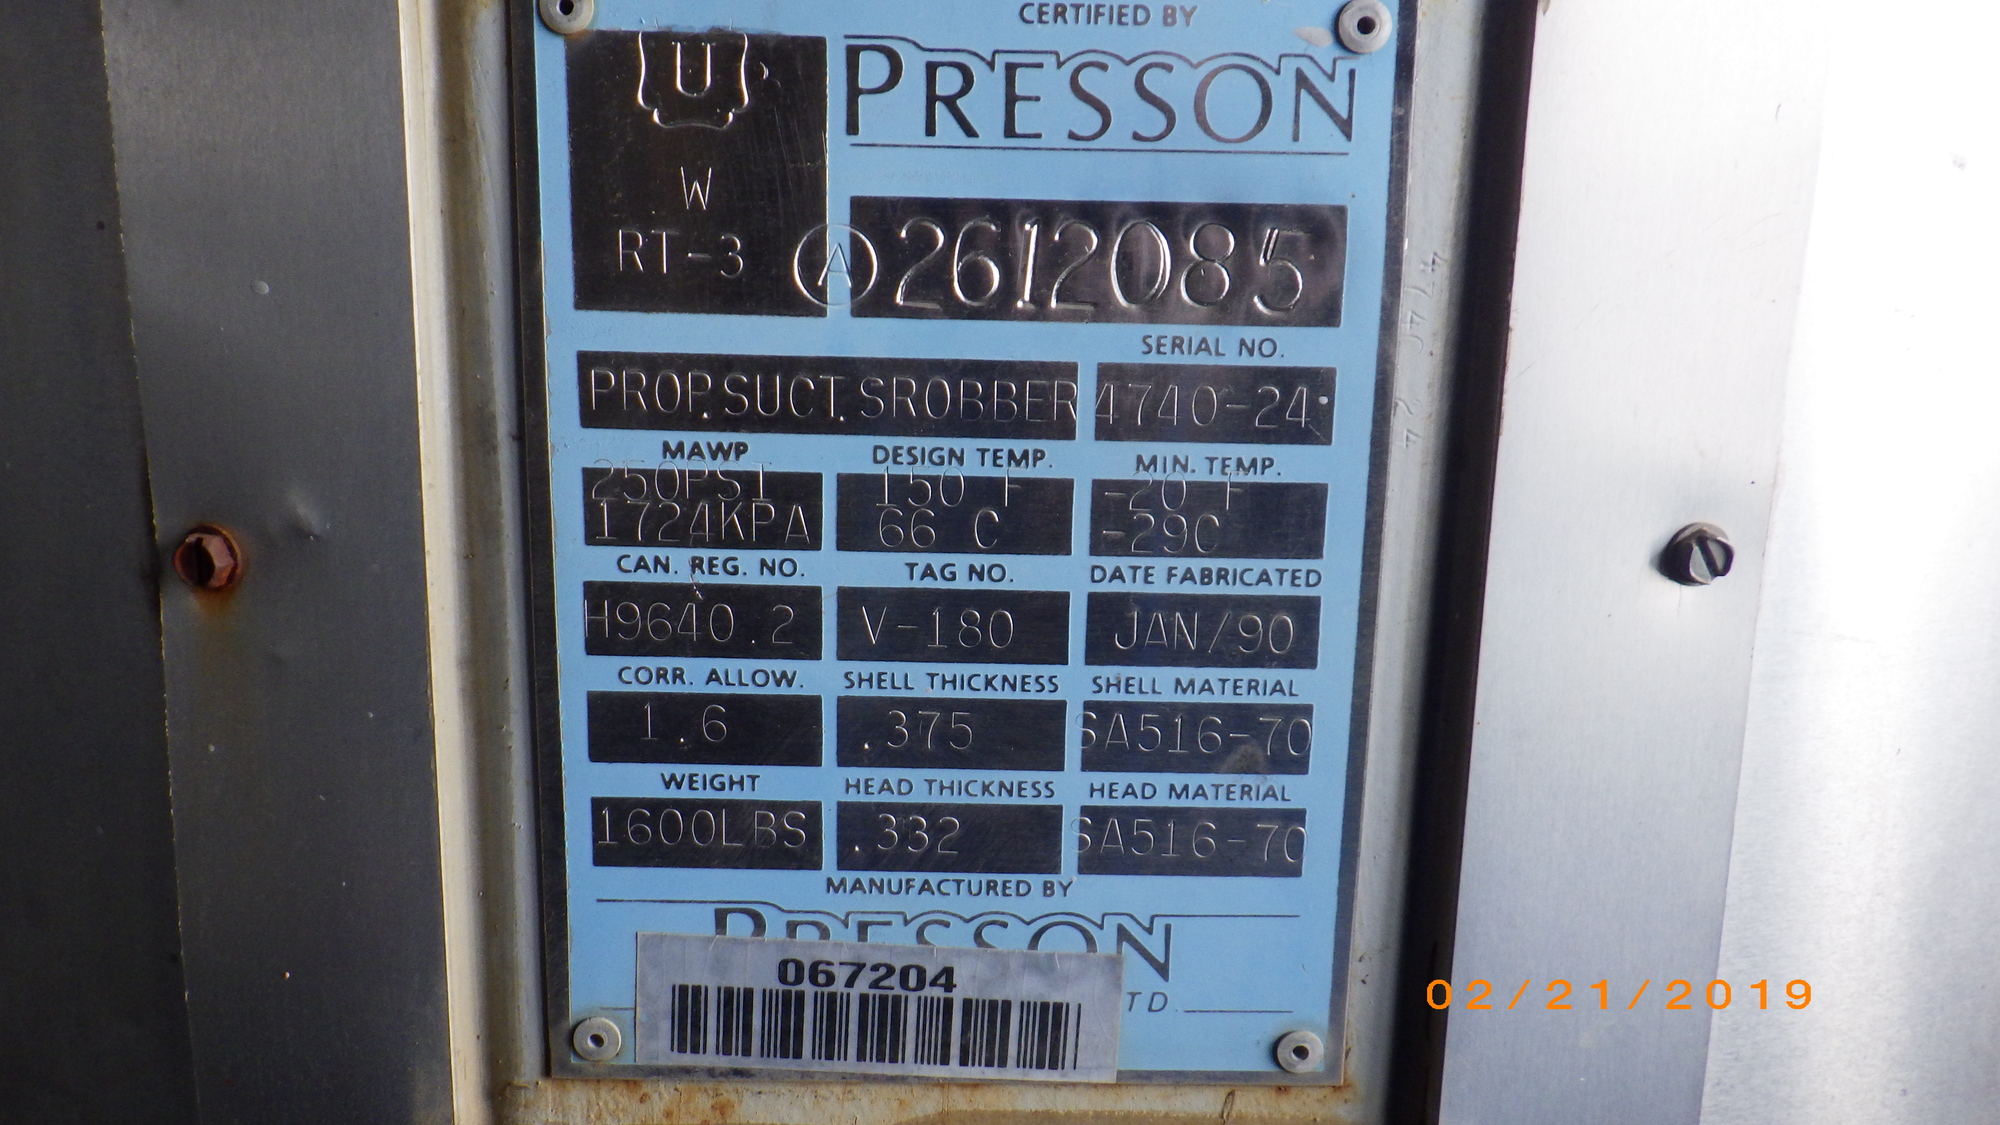 CERTIFIED BY
U
PRESSON
W
RT-3
A 2612085
SERIAL NO.
PROP.SUCT.SROBBER 4740-24
MAWP DESIGN TEMP. MIN. TEMP.
250PSI 150 F -20 F
1724KPA 66 C -29C
CAN. REG. NO. TAG NO. DATE FABRICATED
H9640.2 V-180 JAN/90
CORR. ALLOW. SHELL THICKNESS SHELL MATERIAL
1.6 .375 SA516-70
WEIGHT HEAD THICKNESS HEAD MATERIAL
1600LBS .332 SA516-70
MANUFACTURED BY
PRESSON
067204
TD.
02/21/2019